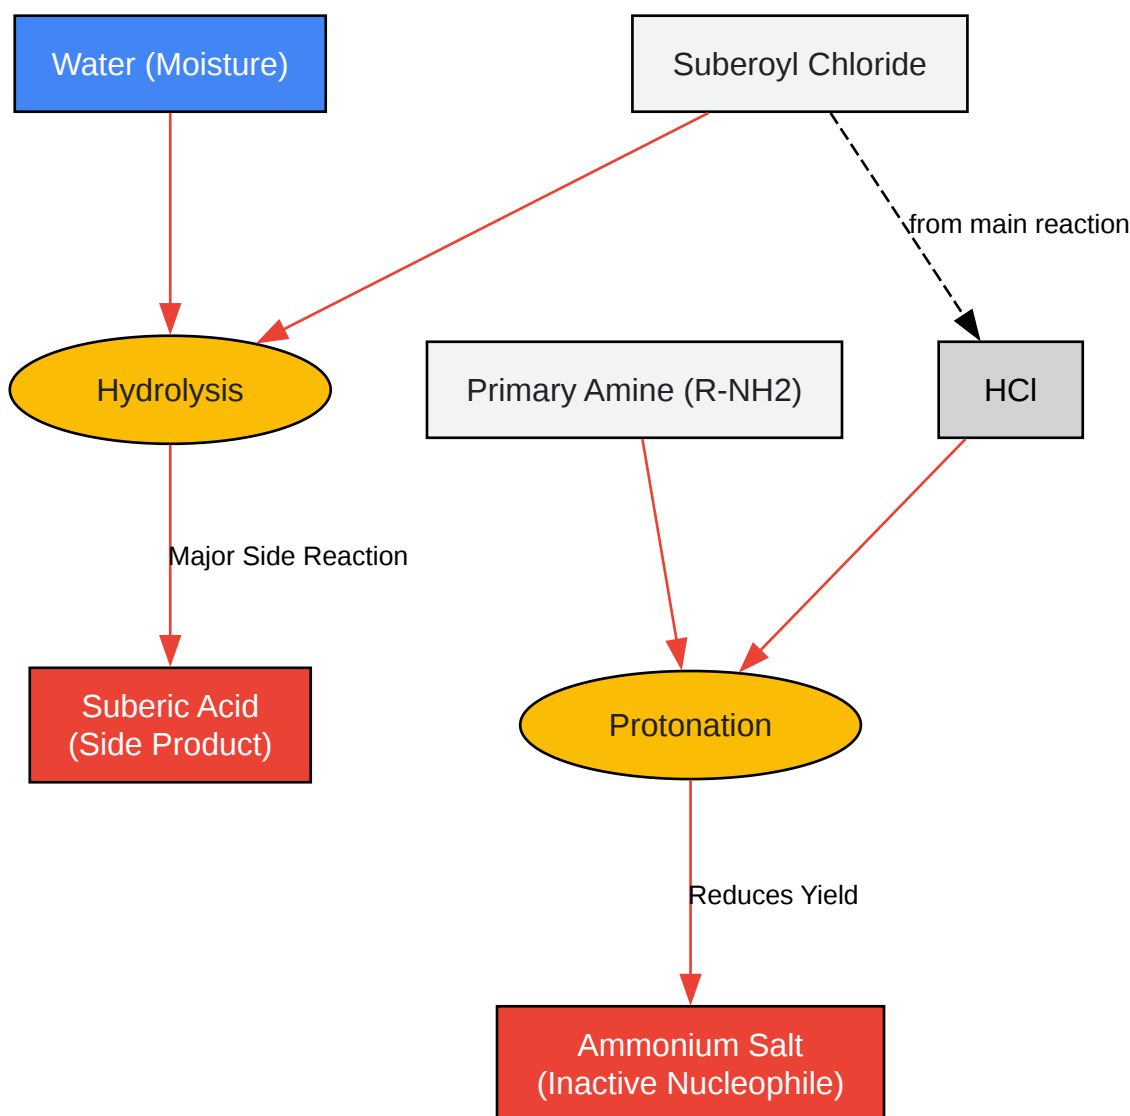 Water (Moisture)
Suberoyl Chloride
from main reaction
Hydrolysis
Primary Amine (R-NH2)
HCl
Major Side Reaction
Suberic Acid
(Side Product)
Protonation
Reduces Yield
Ammonium Salt
(Inactive Nucleophile)